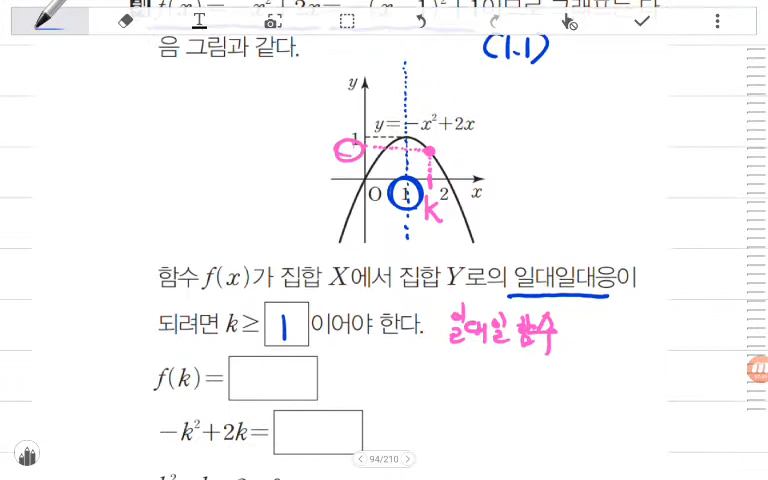 음 그림과 같다.
(1.1)
y
y=-x²+2x
1
O 1 2 x
k
함수 f(x)가 집합 X에서 집합 Y로의 일대일대응이
되려면 k≥ 1 이어야 한다. 일대일 함수
f(k)=
-k²+2k=
94/210